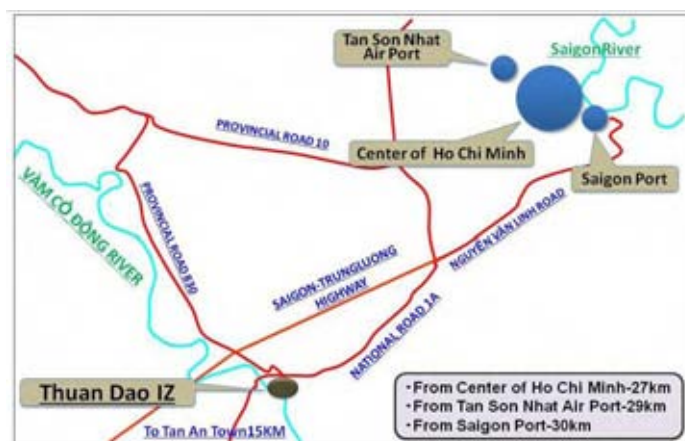 Tan Son Nhat
Air Port
SaigonRiver
PROVINCIAL ROAD 10
Center of Ho Chi Minh
Saigon Port
VÀM CỎ ĐÔNG RIVER
PROVINCIAL ROAD 830
NGUYỄN VĂN LINH ROAD
SAIGON-TRUNGLUONG
HIGHWAY
NATIONAL ROAD 1A
Thuan Dao IZ
•From Center of Ho Chi Minh-27km
•From Tan Son Nhat Air Port-29km
•From Saigon Port-30km
To Tan An Town15KM